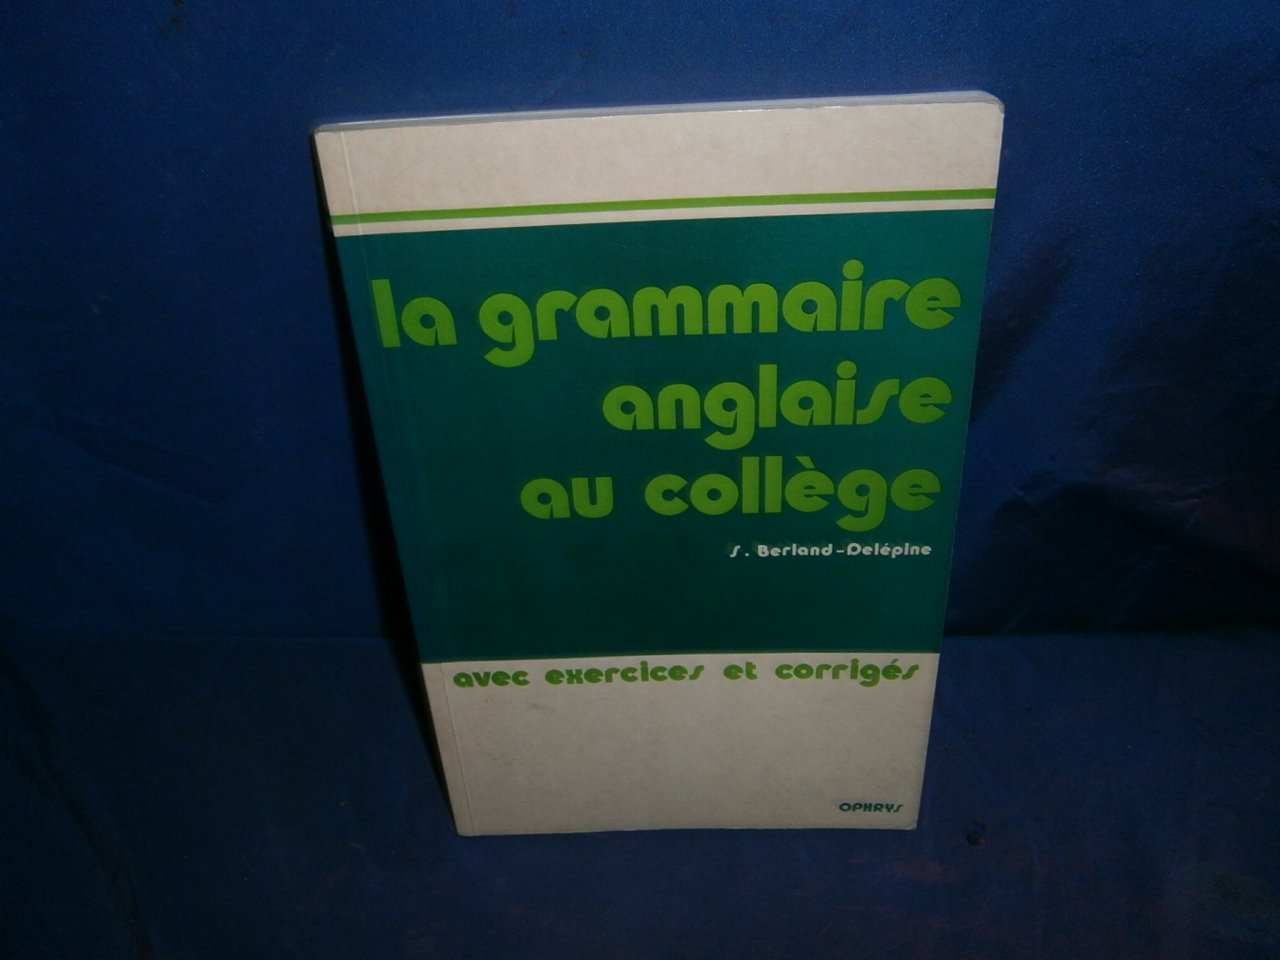 la grammaire
anglaise
au collège
S. Berland-Delépine
avec exercices et corrigés
OPHRYS